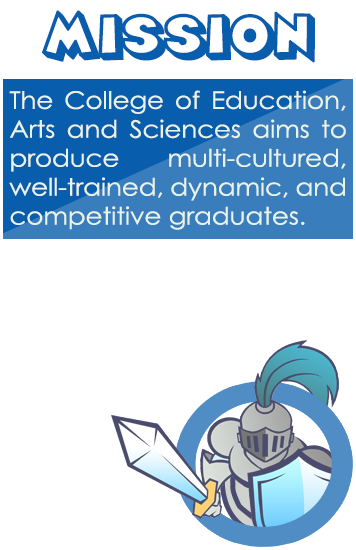 MISSION
The College of Education,
Arts and Sciences aims to
produce multi-cultured,
well-trained, dynamic, and
competitive graduates.